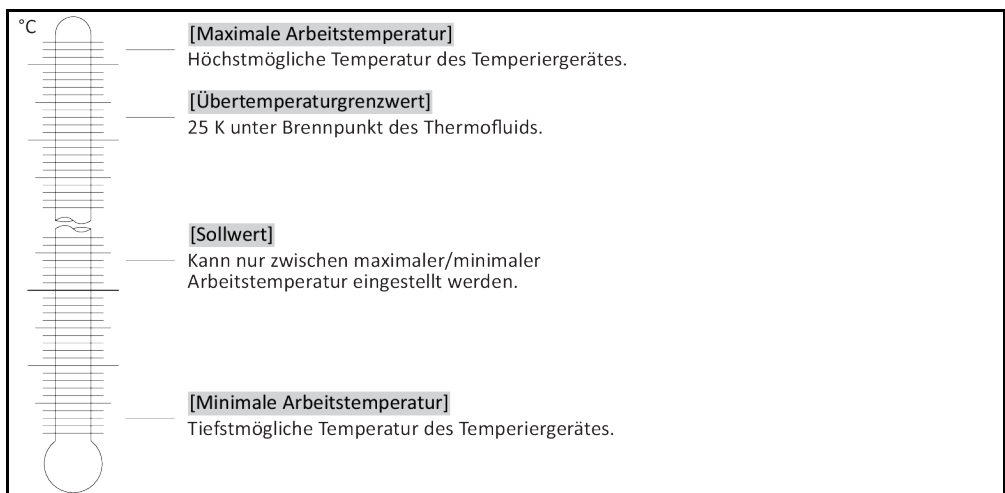 °C
[Maximale Arbeitstemperatur]
Höchstmögliche Temperatur des Temperiergerätes.
[Übertemperaturgrenzwert]
25 K unter Brennpunkt des Thermofluids.
[Sollwert]
Kann nur zwischen maximaler/minimaler
Arbeitstemperatur eingestellt werden.
[Minimale Arbeitstemperatur]
Tiefstmögliche Temperatur des Temperiergerätes.